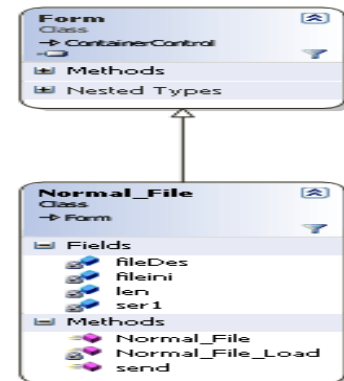 Form
Class
ContainerControl
Methods
Nested Types
Normal_File
Class
Form
Fields
fileDes
fileini
len
ser1
Methods
Normal_File
Normal_File_Load
send